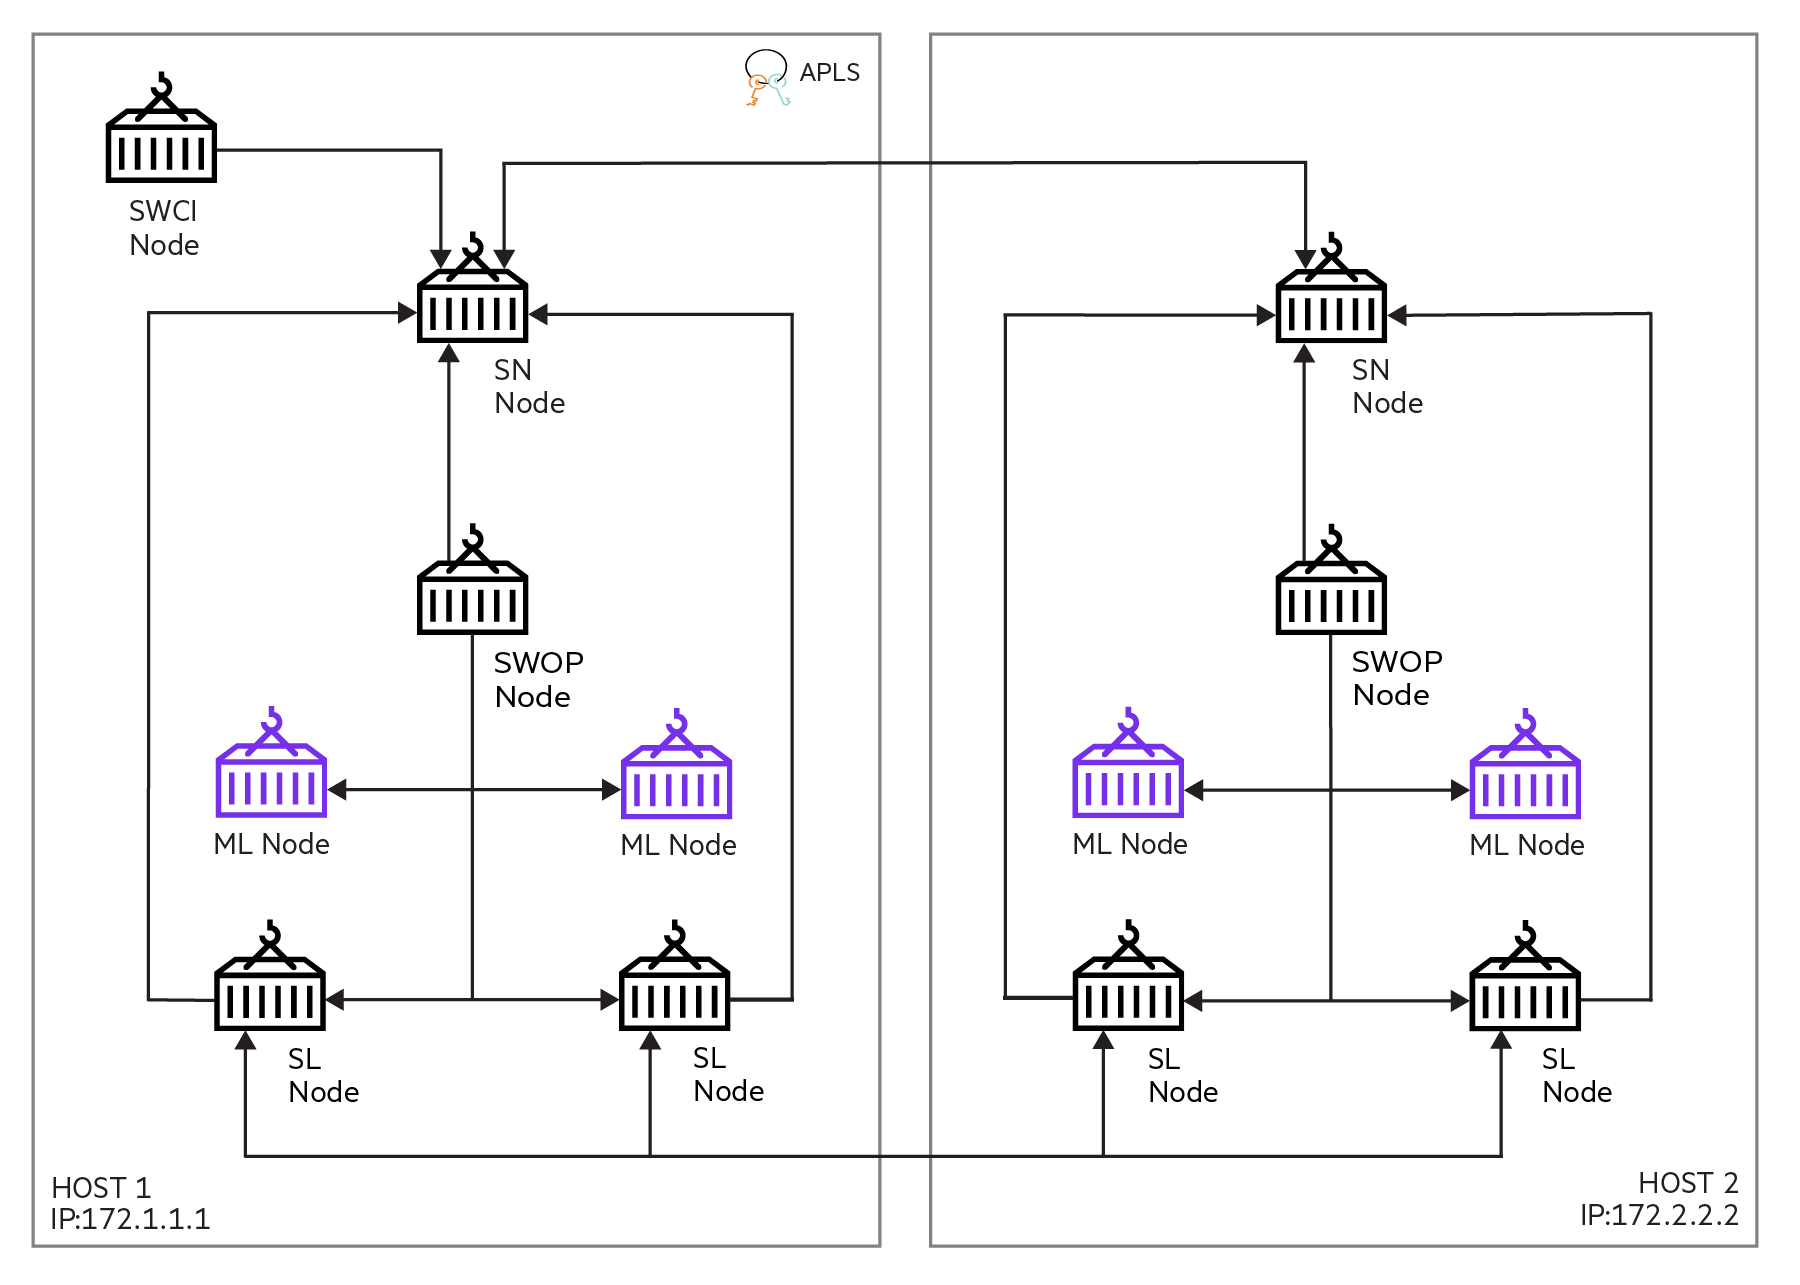 APLS
SWCI
Node
SN
Node
SN
Node
SWOP
Node
SWOP
Node
ML Node
ML Node
ML Node
ML Node
SL
Node
SL
Node
SL
Node
SL
Node
HOST 1
IP:172.1.1.1
HOST 2
IP:172.2.2.2